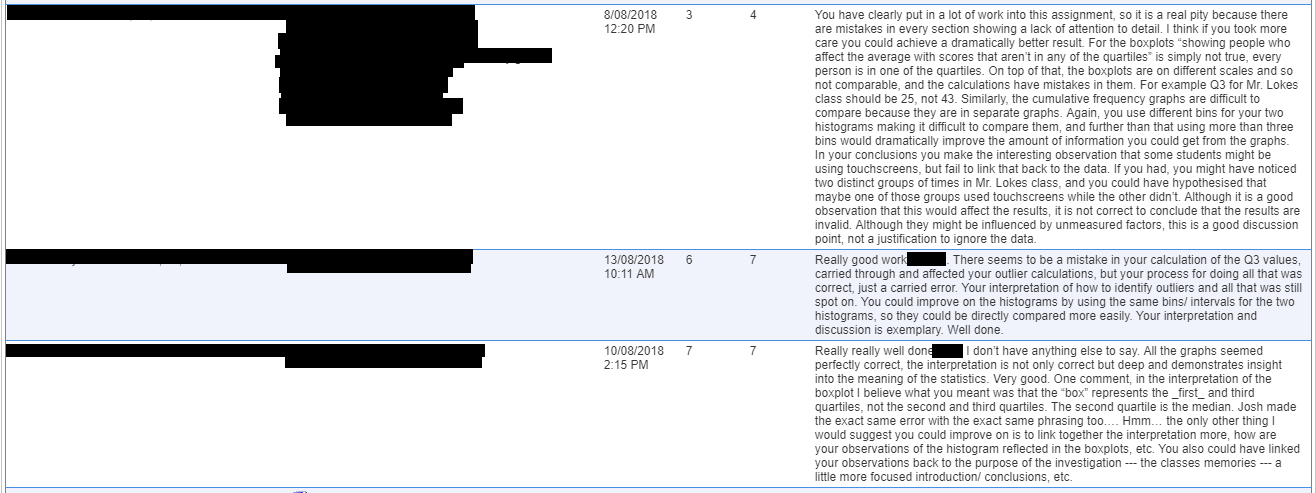 8/08/2018 3 4 You have clearly put in a lot of work into this assignment, so it is a real pity because there
12:20 PM are mistakes in every section showing a lack of attention to detail. I think if you took more
care you could achieve a dramatically better result. For the boxplots “showing people who
affect the average with scores that aren’t in any of the quartiles” is simply not true, every
person is in one of the quartiles. On top of that, the boxplots are on different scales and so
not comparable, and the calculations have mistakes in them. For example Q3 for Mr. Lokes
class should be 25, not 43. Similarly, the cumulative frequency graphs are difficult to
compare because they are in separate graphs. Again, you use different bins for your two
histograms making it difficult to compare them, and further than that using more than three
bins would dramatically improve the amount of information you could get from the graphs.
In your conclusions you make the interesting observation that some students might be
using touchscreens, but fail to link that back to the data. If you had, you might have noticed
two distinct groups of times in Mr. Lokes class, and you could have hypothesised that
maybe one of those groups used touchscreens while the other didn’t. Although it is a good
observation that this would affect the results, it is not correct to conclude that the results are
invalid. Although they might be influenced by unmeasured factors, this is a good discussion
point, not a justification to ignore the data.
13/08/2018 6 7 Really good work . There seems to be a mistake in your calculation of the Q3 values,
10:11 AM carried through and affected your outlier calculations, but your process for doing all that was
correct, just a carried error. Your interpretation of how to identify outliers and all that was still
spot on. You could improve on the histograms by using the same bins/ intervals for the two
histograms, so they could be directly compared more easily. Your interpretation and
discussion is exemplary. Well done.
10/08/2018 7 7 Really really well done I don’t have anything else to say. All the graphs seemed
2:15 PM perfectly correct, the interpretation is not only correct but deep and demonstrates insight
into the meaning of the statistics. Very good. One comment, in the interpretation of the
boxplot I believe what you meant was that the “box” represents the _first_ and third
quartiles, not the second and third quartiles. The second quartile is the median. Josh made
the exact same error with the exact same phrasing too…. Hmm… the only other thing I
would suggest you could improve on is to link together the interpretation more, how are
your observations of the histogram reflected in the boxplots, etc. You also could have linked
your observations back to the purpose of the investigation --- the classes memories --- a
little more focused introduction/ conclusions, etc.